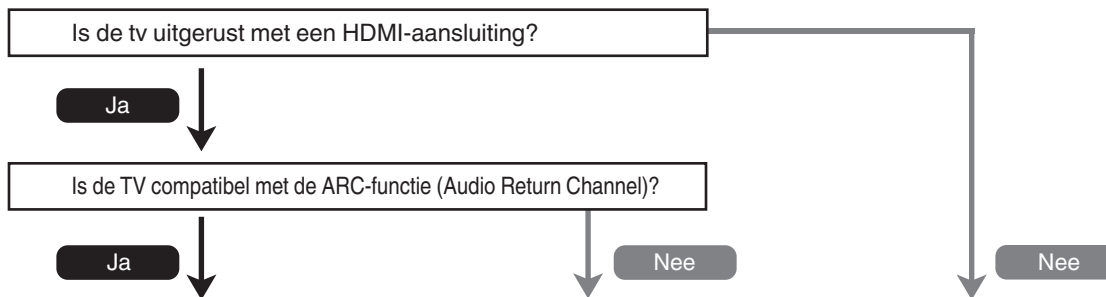 Is de tv uitgerust met een HDMI-aansluiting?
Ja
Is de TV compatibel met de ARC-functie (Audio Return Channel)?
Ja
Nee
Nee